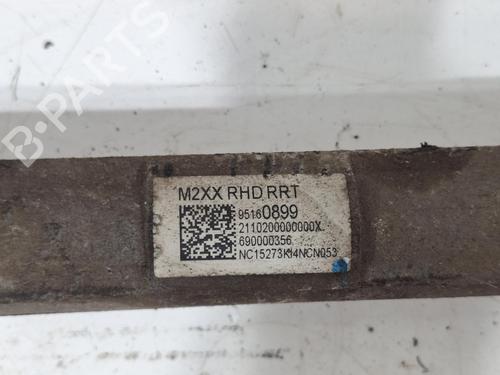 B-PARTS
M2XX RHD RRT
95160899
2110200000000X
690000356
NC15273KI4NCN053